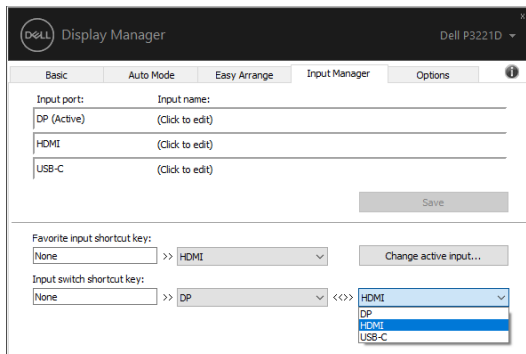 DELL Display Manager Dell P3221D
x
Basic Auto Mode Easy Arrange Input Manager Options i
Input port: Input name:
DP (Active) (Click to edit)
HDMI (Click to edit)
USB-C (Click to edit)
Save
Favorite input shortcut key:
None >> HDMI Change active input...
Input switch shortcut key:
None >> DP <<>> HDMI
DP
HDMI
USB-C